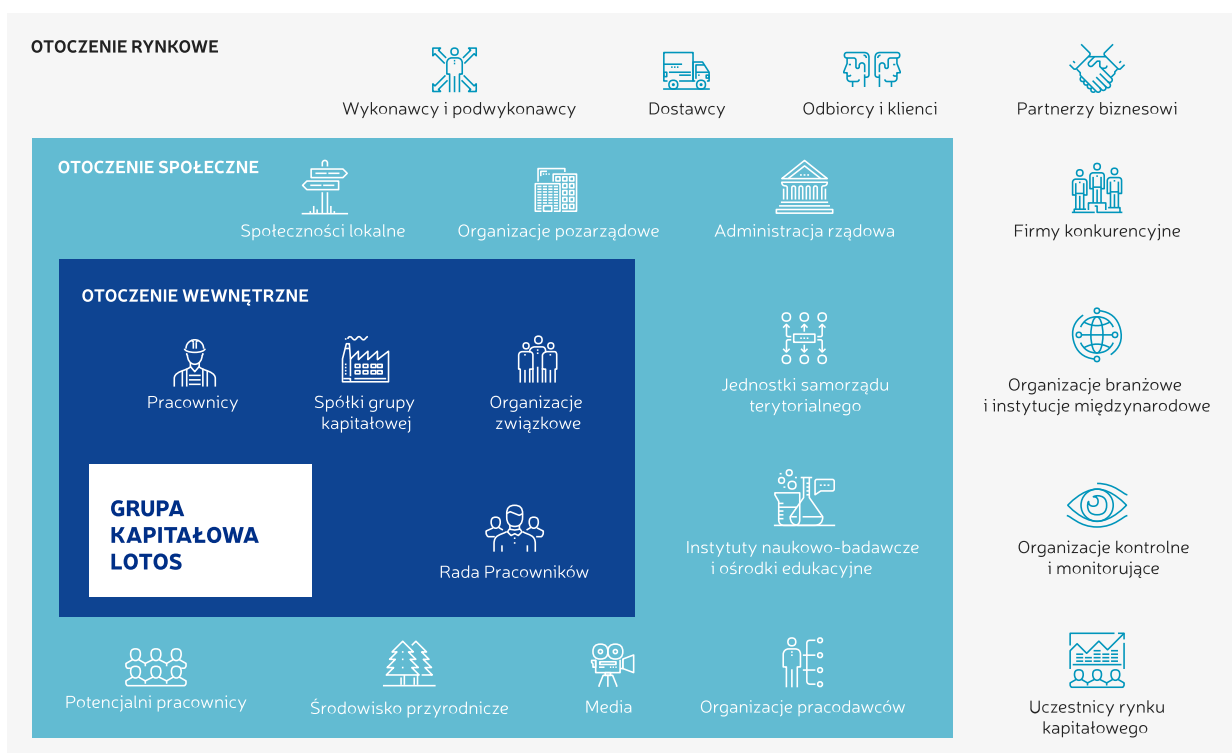 OTOCZENIE RYNKOWE
Wykonawcy i podwykonawcy
Dostawcy
Odbiorcy i klienci
Partnerzy biznesowi
OTOCZENIE SPOŁECZNE
Społeczności lokalne
Organizacje pozarządowe
Administracja rządowa
Firmy konkurencyjne
OTOCZENIE WEWNĘTRZNE
Pracownicy
Spółki grupy
kapitałowej
Organizacje
związkowe
Jednostki samorządu
terytorialnego
Organizacje branżowe
i instytucje międzynarodowe
GRUPA
KAPITAŁOWA
LOTOS
Rada Pracowników
Instytuty naukowo-badawcze
i ośrodki edukacyjne
Organizacje kontrolne
i monitorujące
Potencjalni pracownicy
Środowisko przyrodnicze
Media
Organizacje pracodawców
Uczestnicy rynku
kapitałowego